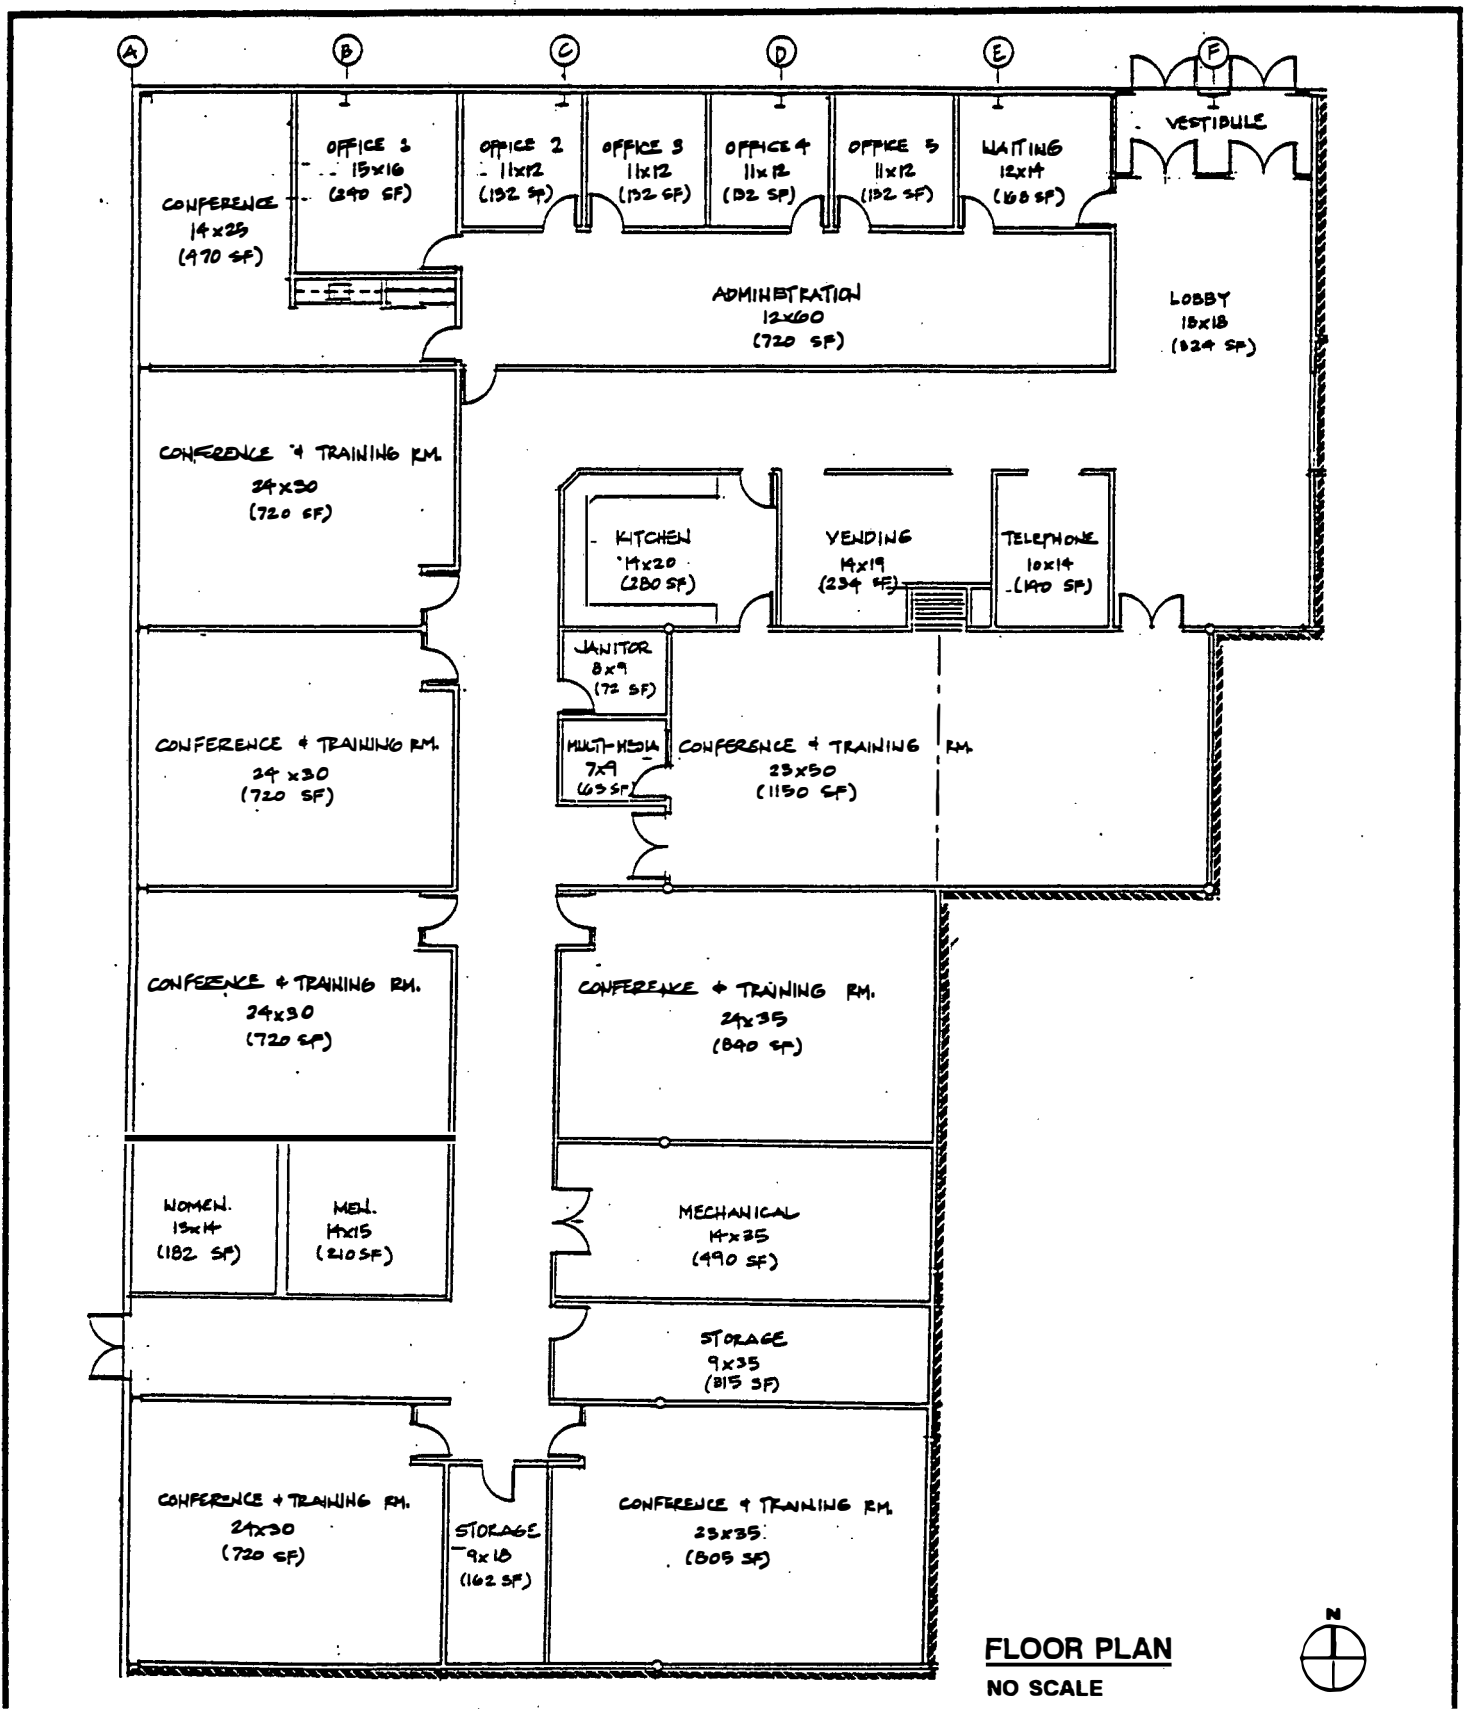 A B C D E F
VESTIBULE
OFFICE 1
15x16
(240 SF)
OFFICE 2
11x12
(132 SF)
OFFICE 3
11x12
(132 SF)
OFFICE 4
11x12
(132 SF)
OFFICE 5
11x12
(132 SF)
WAITING
12x14
(168 SF)
CONFERENCE
14x25
(470 SF)
ADMINISTRATION
12x60
(720 SF)
LOBBY
18x18
(324 SF)
CONFERENCE & TRAINING RM.
24x30
(720 SF)
KITCHEN
14x20
(280 SF)
VENDING
14x19
(234 SF)
TELEPHONE
10x14
(140 SF)
JANITOR
8x9
(72 SF)
CONFERENCE & TRAINING RM.
24x30
(720 SF)
MULTI-MEDIA
7x9
(63 SF)
CONFERENCE & TRAINING RM.
23x50
(1150 SF)
CONFERENCE & TRAINING RM.
24x30
(720 SF)
CONFERENCE & TRAINING RM.
24x35
(840 SF)
WOMEN.
13x14
(182 SF)
MEN.
14x15
(210 SF)
MECHANICAL
14x35
(490 SF)
STORAGE
9x35
(315 SF)
CONFERENCE & TRAINING RM.
24x30
(720 SF)
STORAGE
9x18
(162 SF)
CONFERENCE & TRAINING RM.
23x35
(805 SF)
FLOOR PLAN
NO SCALE
N